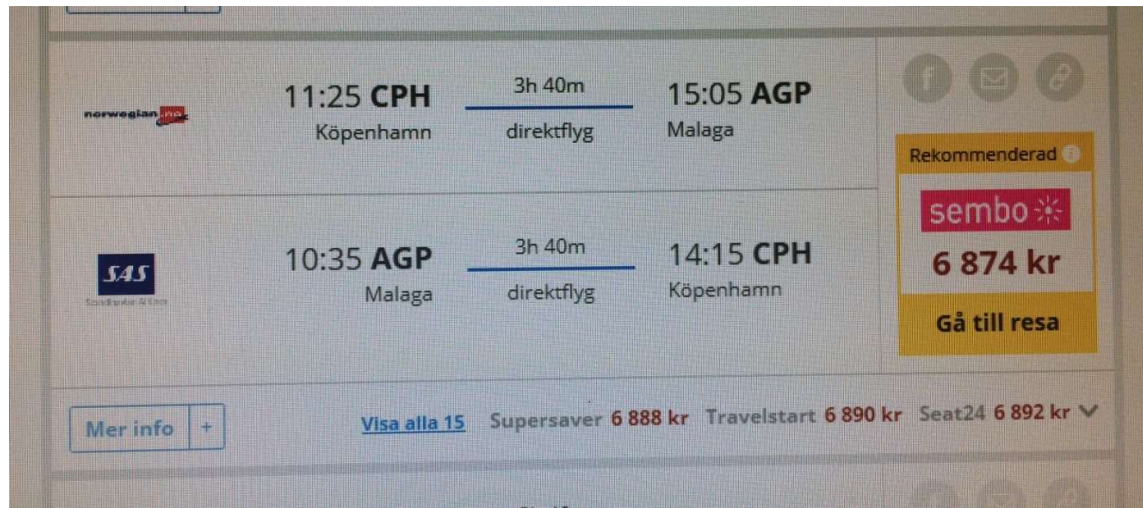 3h 40m
11:25 CPH
15:05 AGP
norwegian.no
Köpenhamn
direktflyg
Malaga
Rekommenderad
sembo
6 874 kr
Gå till resa
3h 40m
10:35 AGP
14:15 CPH
SAS
Malaga
direktflyg
Köpenhamn
Mer info +
Visa alla 15 Supersaver 6 888 kr Travelstart 6 890 kr Seat24 6 892 kr